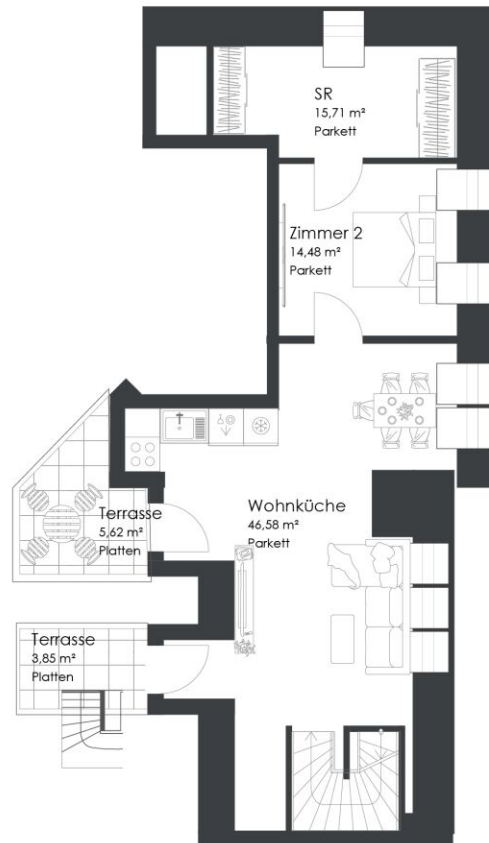 SR
15,71 m²
Parkett
Zimmer 2
14,48 m²
Parkett
Wohnküche
46,58 m²
Parkett
Terrasse
5,62 m²
Platten
Terrasse
3,85 m²
Platten